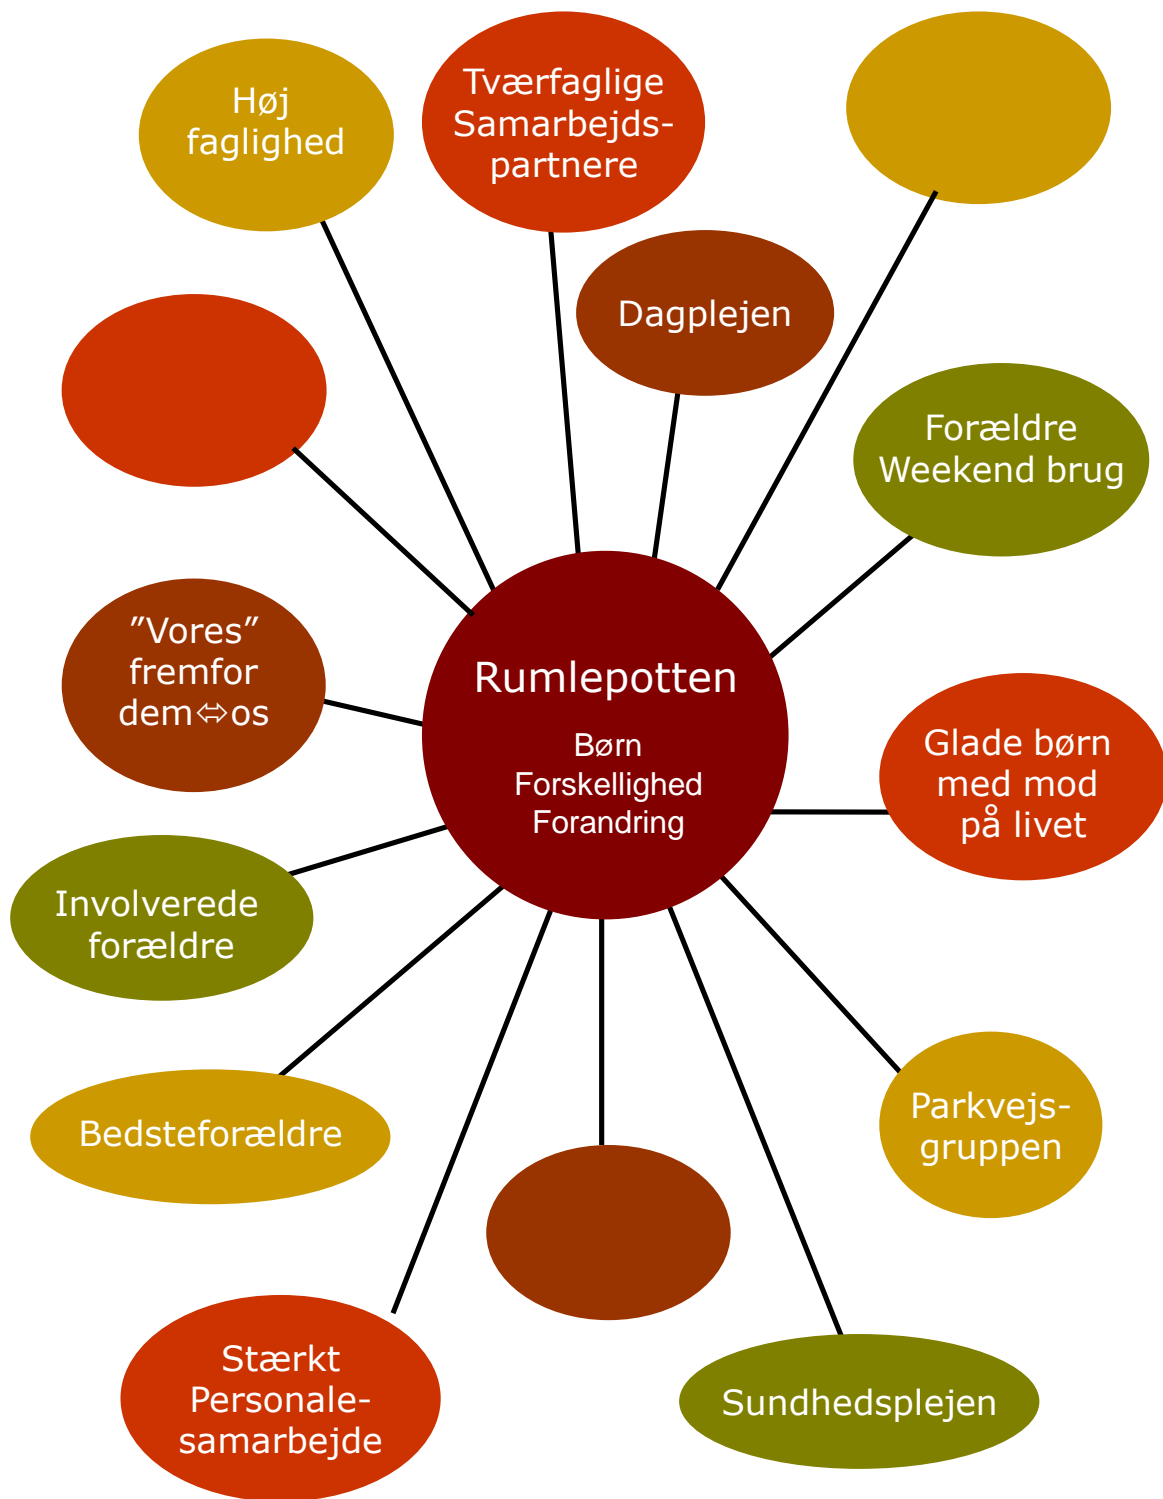 Høj
faglighed
Tværfaglige
Samarbejds-
partnere
Dagplejen
Forældre
Weekend brug
”Vores”
fremfor
dem⬄os
Rumlepotten
Børn
Forskellighed
Forandring
Glade børn
med mod
på livet
Involverede
forældre
Bedsteforældre
Parkvejs-
gruppen
Stærkt
Personale-
samarbejde
Sundhedsplejen